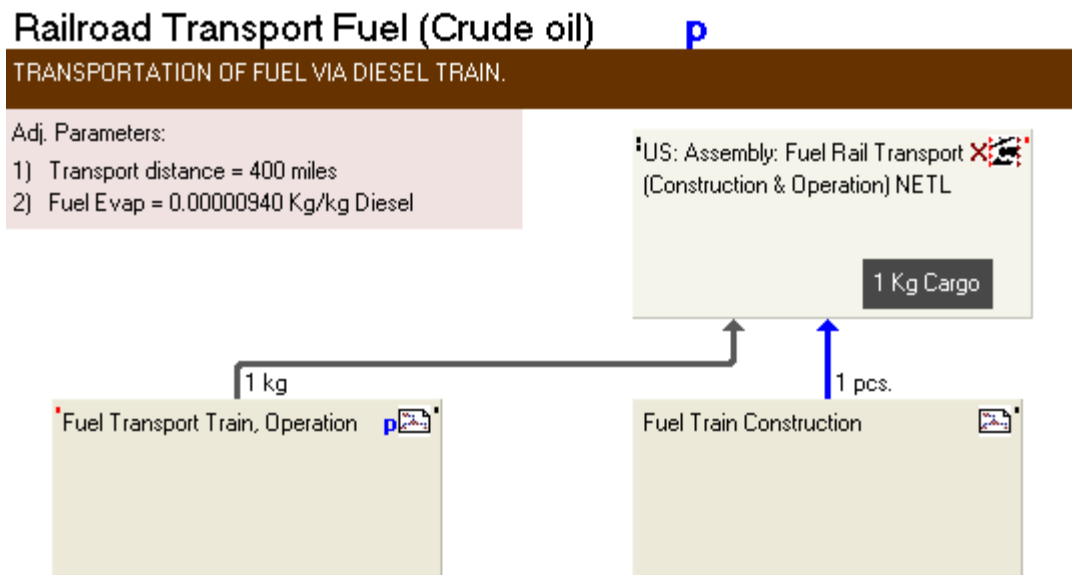 Railroad Transport Fuel (Crude oil) p
TRANSPORTATION OF FUEL VIA DIESEL TRAIN.
Adj. Parameters:
1) Transport distance = 400 miles
2) Fuel Evap = 0.00000940 Kg/kg Diesel
US: Assembly: Fuel Rail Transport X
(Construction & Operation) NETL
1 Kg Cargo
1 kg
1 pcs.
Fuel Transport Train, Operation p
Fuel Train Construction